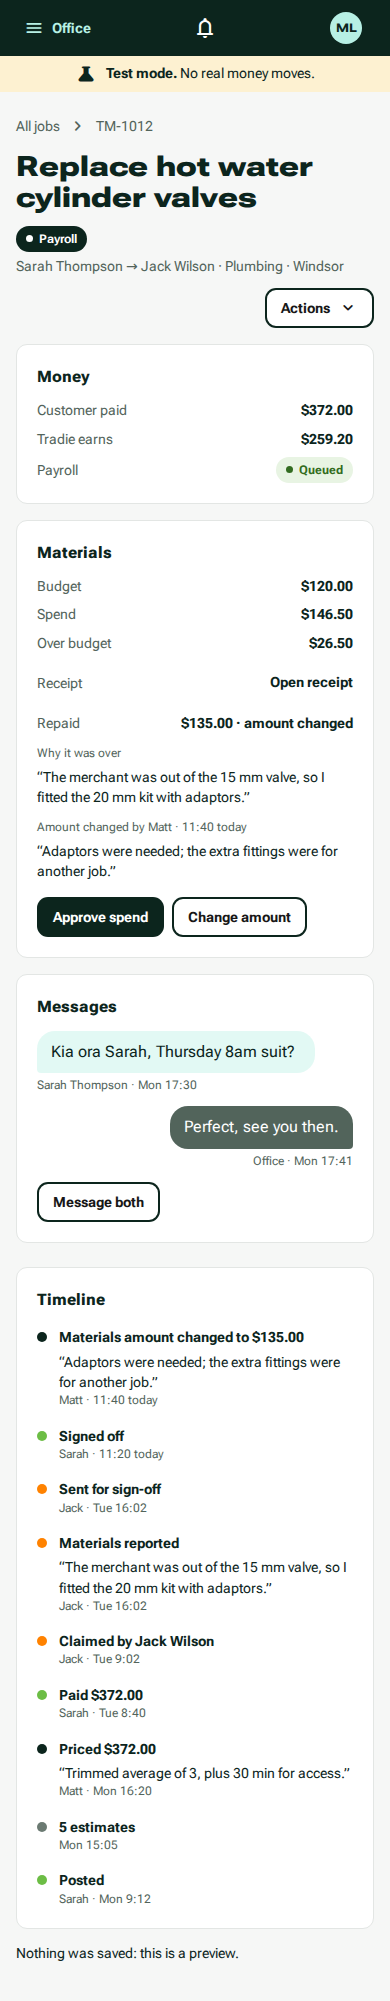 Office
ML
Test mode. No real money moves.
All jobs > TM-1012
Replace hot water
cylinder valves
Payroll
Sarah Thompson → Jack Wilson · Plumbing · Windsor
Actions
Money
Customer paid $372.00
Tradie earns $259.20
Payroll Queued
Materials
Budget $120.00
Spend $146.50
Over budget $26.50
Receipt Open receipt
Repaid $135.00 · amount changed
Why it was over
“The merchant was out of the 15 mm valve, so I
fitted the 20 mm kit with adaptors.”
Amount changed by Matt · 11:40 today
“Adaptors were needed; the extra fittings were for
another job.”
Approve spend Change amount
Messages
Kia ora Sarah, Thursday 8am suit?
Sarah Thompson · Mon 17:30
Perfect, see you then.
Office · Mon 17:41
Message both
Timeline
Materials amount changed to $135.00
“Adaptors were needed; the extra fittings were
for another job.”
Matt · 11:40 today
Signed off
Sarah · 11:20 today
Sent for sign-off
Jack · Tue 16:02
Materials reported
“The merchant was out of the 15 mm valve, so I
fitted the 20 mm kit with adaptors.”
Jack · Tue 16:02
Claimed by Jack Wilson
Jack · Tue 9:02
Paid $372.00
Sarah · Tue 8:40
Priced $372.00
“Trimmed average of 3, plus 30 min for access.”
Matt · Mon 16:20
5 estimates
Mon 15:05
Posted
Sarah · Mon 9:12
Nothing was saved: this is a preview.